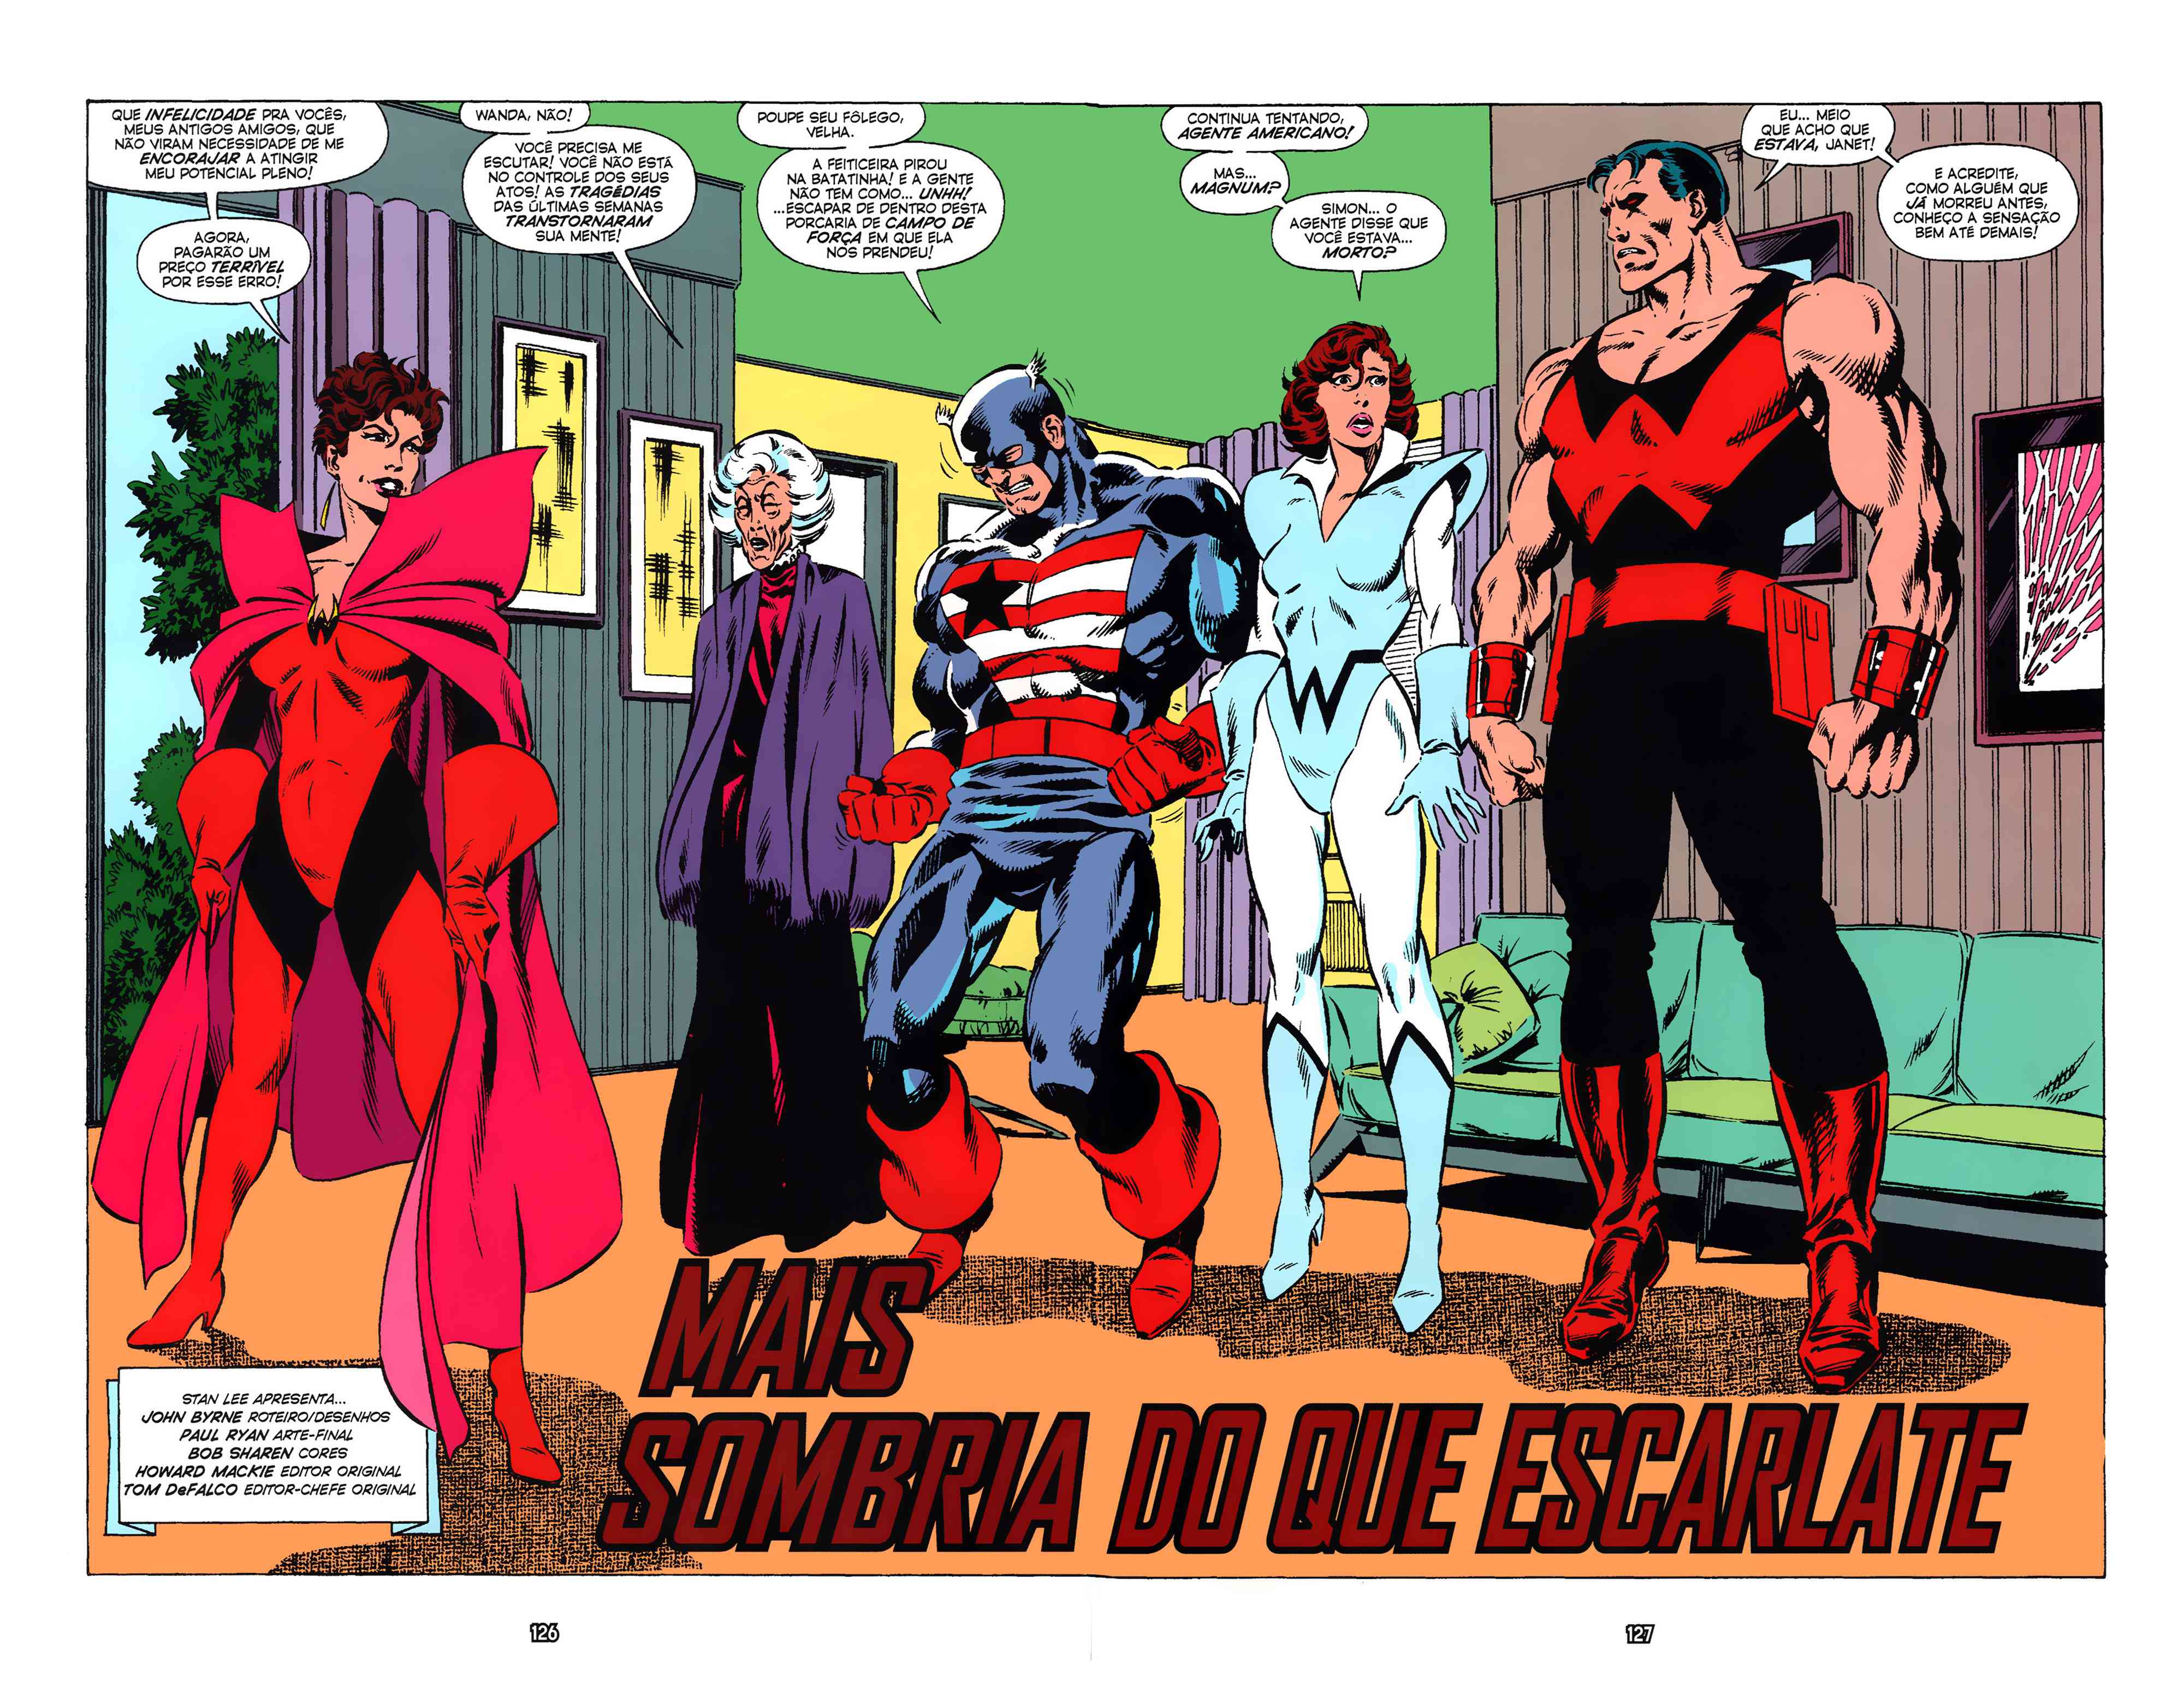 QUE INFELICIDADE PRA VOCÊS,
MEUS ANTIGOS AMIGOS, QUE
NÃO VIRAM NECESSIDADE DE ME
ENCORAJAR A ATINGIR
MEU POTENCIAL PLENO!
AGORA,
PAGARÃO UM
PREÇO TERRÍVEL
POR ESSE ERRO!
WANDA, NÃO!
VOCÊ PRECISA ME
ESCUTAR! VOCÊ NÃO ESTÁ
NO CONTROLE DOS SEUS
ATOS! AS TRAGÉDIAS
DAS ÚLTIMAS SEMANAS
TRANSTORNARAM
SUA MENTE!
POUPE SEU FÔLEGO,
VELHA.
A FEITICEIRA PIROU
NA BATATINHA! E A GENTE
NÃO TEM COMO... UNHH!
...ESCAPAR DE DENTRO DESTA
PORCARIA DE CAMPO DE
FORÇA EM QUE ELA
NOS PRENDEU!
CONTINUA TENTANDO,
AGENTE AMERICANO!
MAS...
MAGNUM?
SIMON... O
AGENTE DISSE QUE
VOCÊ ESTAVA...
MORTO?
EU... MEIO
QUE ACHO QUE
ESTAVA, JANET!
E ACREDITE,
COMO ALGUÉM QUE
JÁ MORREU ANTES,
CONHEÇO A SENSAÇÃO
BEM ATÉ DEMAIS!
W
STAN LEE APRESENTA...
JOHN BYRNE ROTEIRO/DESENHOS
PAUL RYAN ARTE-FINAL
BOB SHAREN CORES
HOWARD MACKIE EDITOR ORIGINAL
TOM DeFALCO EDITOR-CHEFE ORIGINAL
MAIS
SOMBRIA DO QUE ESCARLATE
126
127